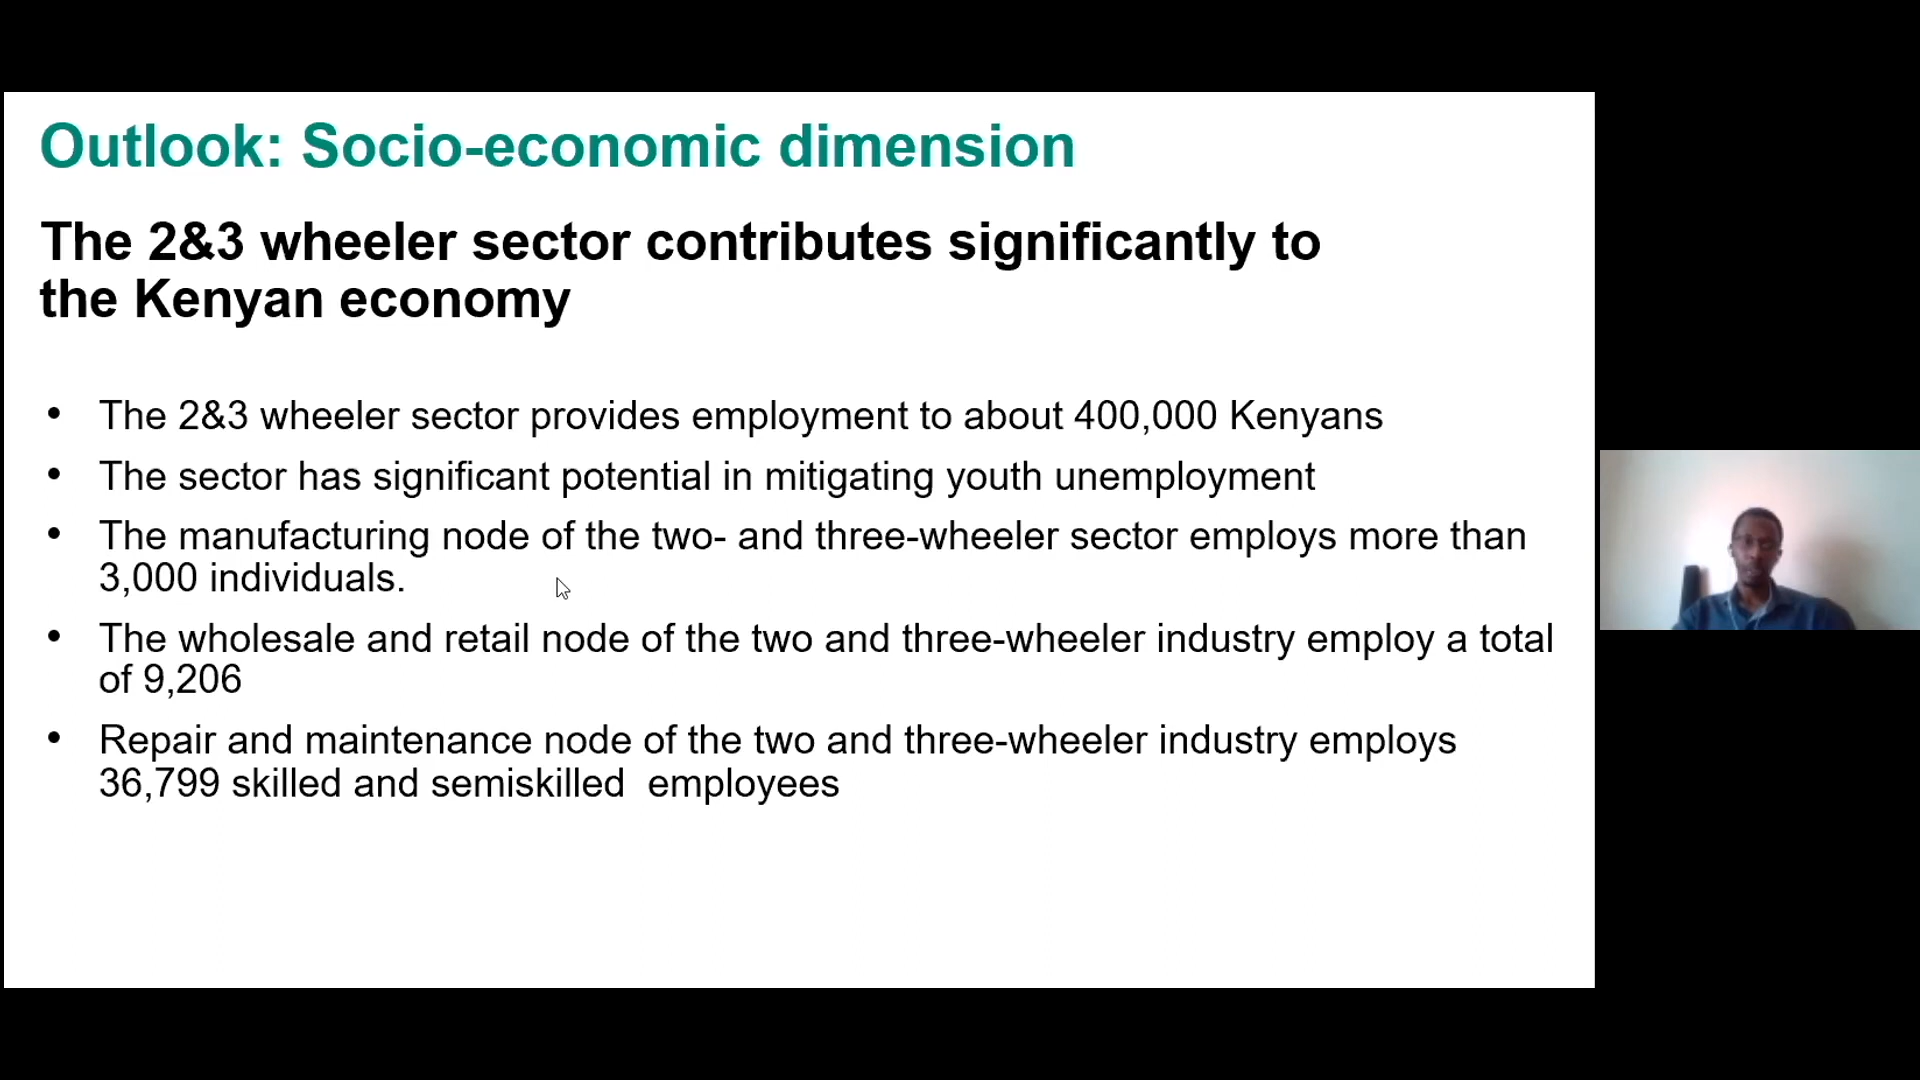 Outlook: Socio-economic dimension
The 2&3 wheeler sector contributes significantly to
the Kenyan economy
• The 2&3 wheeler sector provides employment to about 400,000 Kenyans
• The sector has significant potential in mitigating youth unemployment
• The manufacturing node of the two- and three-wheeler sector employs more than
3,000 individuals.
• The wholesale and retail node of the two and three-wheeler industry employ a total
of 9,206
• Repair and maintenance node of the two and three-wheeler industry employs
36,799 skilled and semiskilled  employees